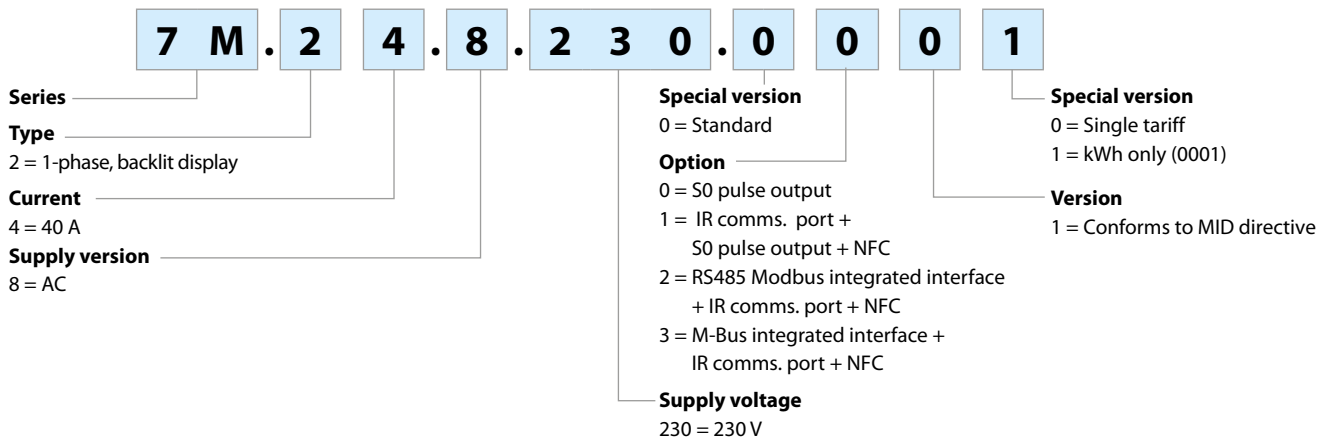 7 M . 2 4 . 8 . 2 3 0 . 0 0 0 1
Series
Type
2 = 1-phase, backlit display
Current
4 = 40 A
Supply version
8 = AC
Special version
0 = Standard
Option
0 = S0 pulse output
1 = IR comms. port +
S0 pulse output + NFC
2 = RS485 Modbus integrated interface
+ IR comms. port + NFC
3 = M-Bus integrated interface +
IR comms. port + NFC
Supply voltage
230 = 230 V
Special version
0 = Single tariff
1 = kWh only (0001)
Version
1 = Conforms to MID directive